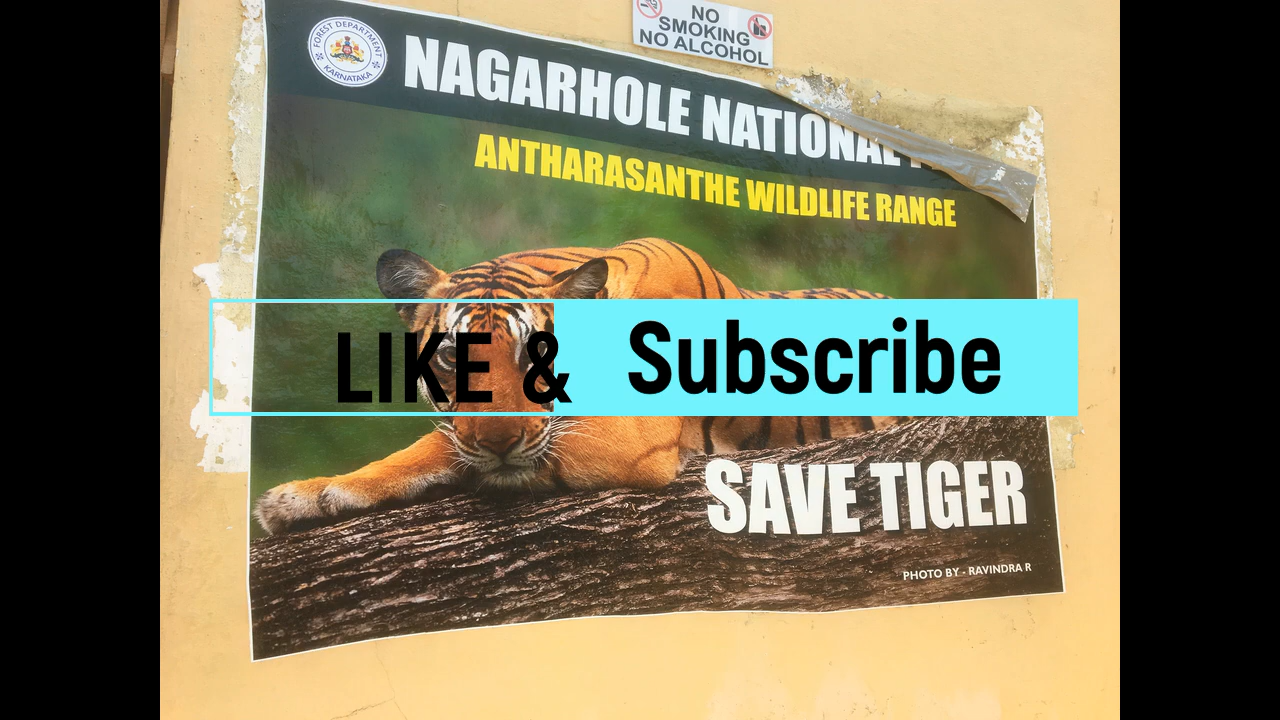 NO
SMOKING
NO ALCOHOL
FOREST DEPARTMENT
KARNATAKA
NAGARHOLE NATIONAL
ANTHARASANTHE WILDLIFE RANGE
LIKE & Subscribe
SAVE TIGER
PHOTO BY - RAVINDRA R